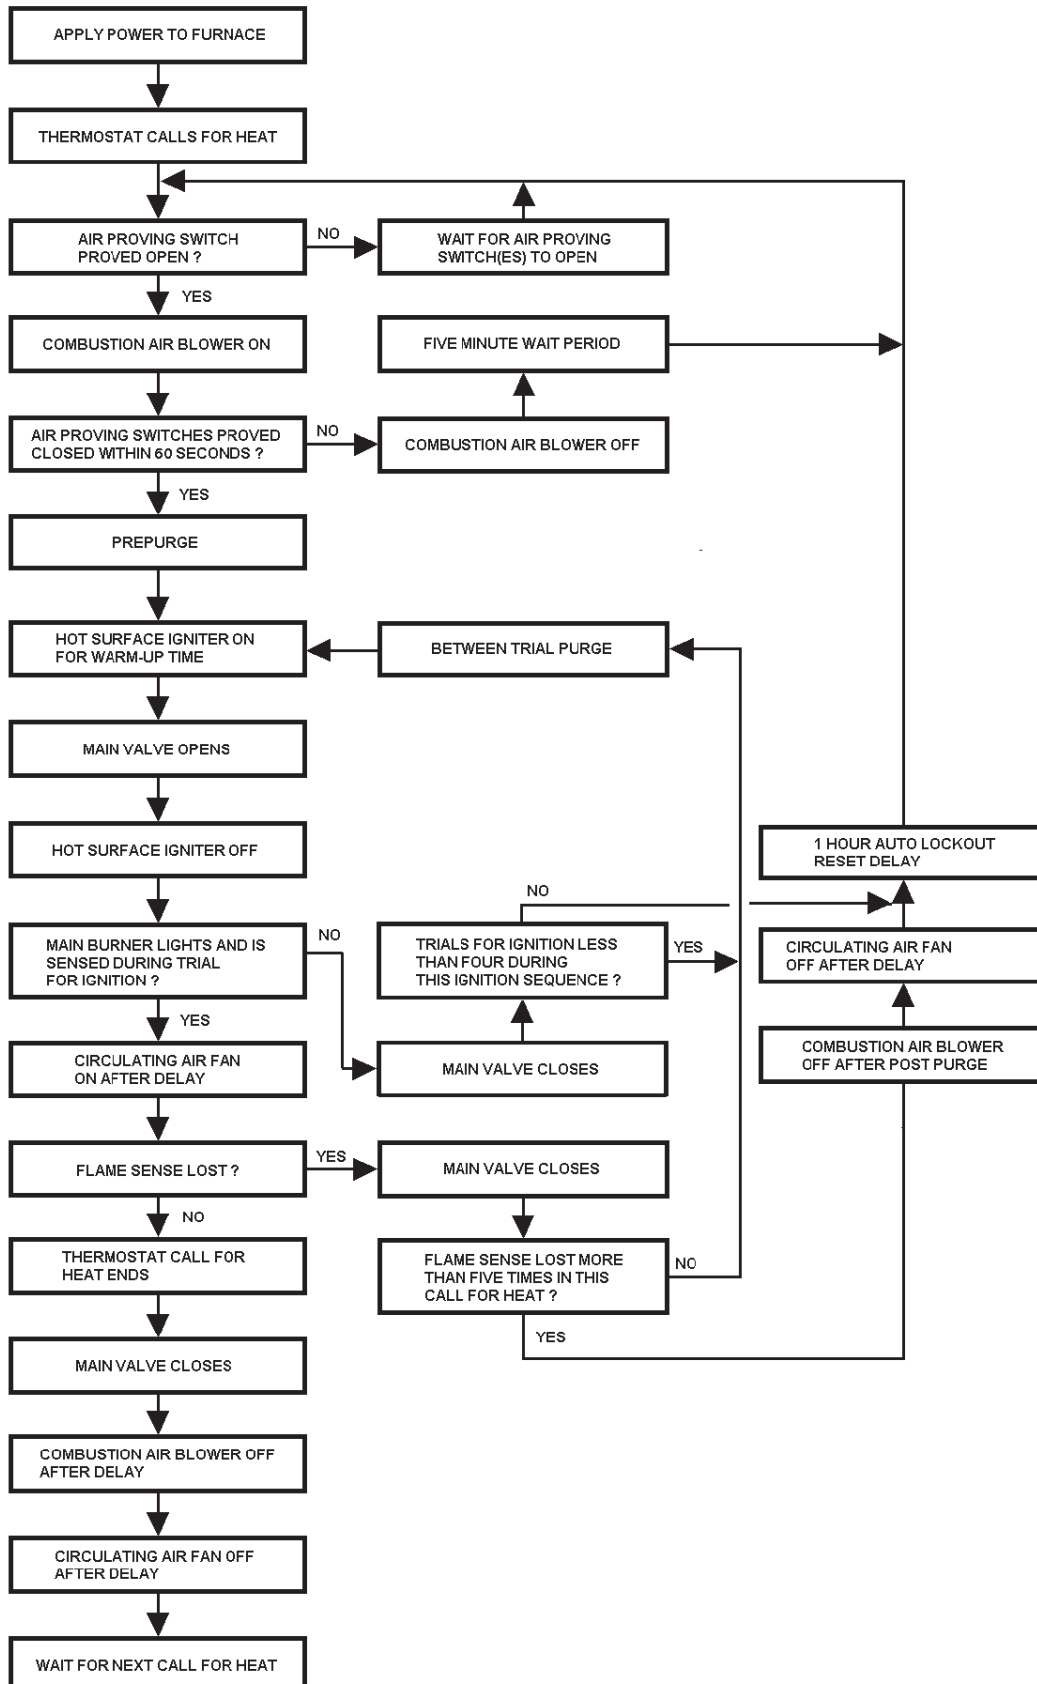 APPLY POWER TO FURNACE
THERMOSTAT CALLS FOR HEAT
AIR PROVING SWITCH
PROVED OPEN ?
NO
WAIT FOR AIR PROVING
SWITCH(ES) TO OPEN
YES
COMBUSTION AIR BLOWER ON
FIVE MINUTE WAIT PERIOD
AIR PROVING SWITCHES PROVED
CLOSED WITHIN 60 SECONDS ?
NO
COMBUSTION AIR BLOWER OFF
YES
PREPURGE
HOT SURFACE IGNITER ON
FOR WARM-UP TIME
BETWEEN TRIAL PURGE
MAIN VALVE OPENS
HOT SURFACE IGNITER OFF
1 HOUR AUTO LOCKOUT
RESET DELAY
NO
MAIN BURNER LIGHTS AND IS
SENSED DURING TRIAL
FOR IGNITION ?
NO
TRIALS FOR IGNITION LESS
THAN FOUR DURING
THIS IGNITION SEQUENCE ?
YES
CIRCULATING AIR FAN
OFF AFTER DELAY
YES
CIRCULATING AIR FAN
ON AFTER DELAY
MAIN VALVE CLOSES
COMBUSTION AIR BLOWER
OFF AFTER POST PURGE
FLAME SENSE LOST ?
YES
MAIN VALVE CLOSES
NO
THERMOSTAT CALL FOR
HEAT ENDS
FLAME SENSE LOST MORE
THAN FIVE TIMES IN THIS
CALL FOR HEAT ?
NO
YES
MAIN VALVE CLOSES
COMBUSTION AIR BLOWER OFF
AFTER DELAY
CIRCULATING AIR FAN OFF
AFTER DELAY
WAIT FOR NEXT CALL FOR HEAT